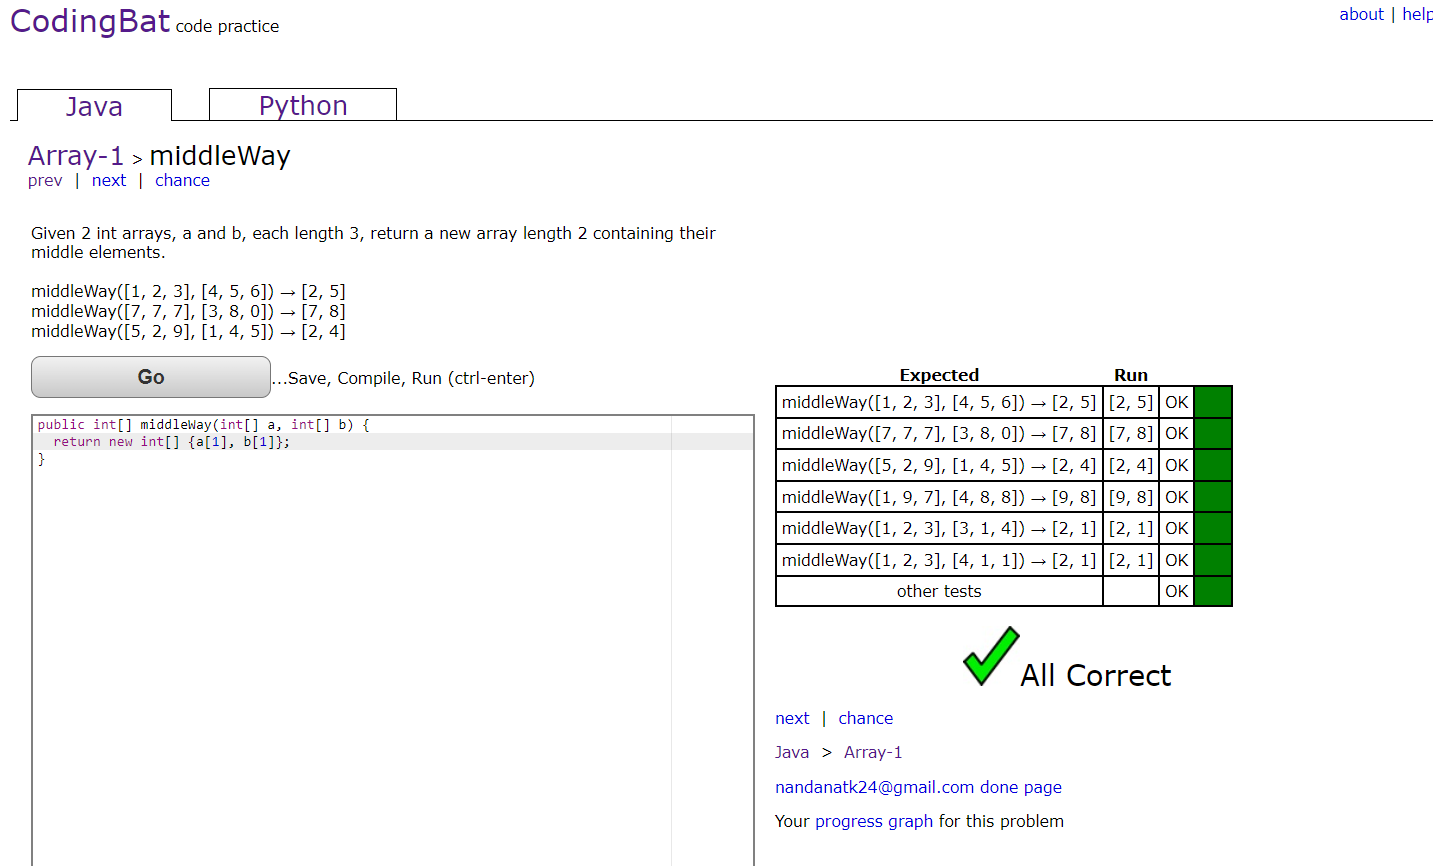 CodingBat code practice
about | help
Java
Python
Array-1 > middleWay
prev | next | chance
Given 2 int arrays, a and b, each length 3, return a new array length 2 containing their
middle elements.
middleWay([1, 2, 3], [4, 5, 6]) → [2, 5]
middleWay([7, 7, 7], [3, 8, 0]) → [7, 8]
middleWay([5, 2, 9], [1, 4, 5]) → [2, 4]
Go ...Save, Compile, Run (ctrl-enter)
public int[] middleWay(int[] a, int[] b) {
  return new int[] {a[1], b[1]};
}
Expected Run
middleWay([1, 2, 3], [4, 5, 6]) → [2, 5] [2, 5] OK
middleWay([7, 7, 7], [3, 8, 0]) → [7, 8] [7, 8] OK
middleWay([5, 2, 9], [1, 4, 5]) → [2, 4] [2, 4] OK
middleWay([1, 9, 7], [4, 8, 8]) → [9, 8] [9, 8] OK
middleWay([1, 2, 3], [3, 1, 4]) → [2, 1] [2, 1] OK
middleWay([1, 2, 3], [4, 1, 1]) → [2, 1] [2, 1] OK
other tests OK
All Correct
next | chance
Java > Array-1
nandanatk24@gmail.com done page
Your progress graph for this problem